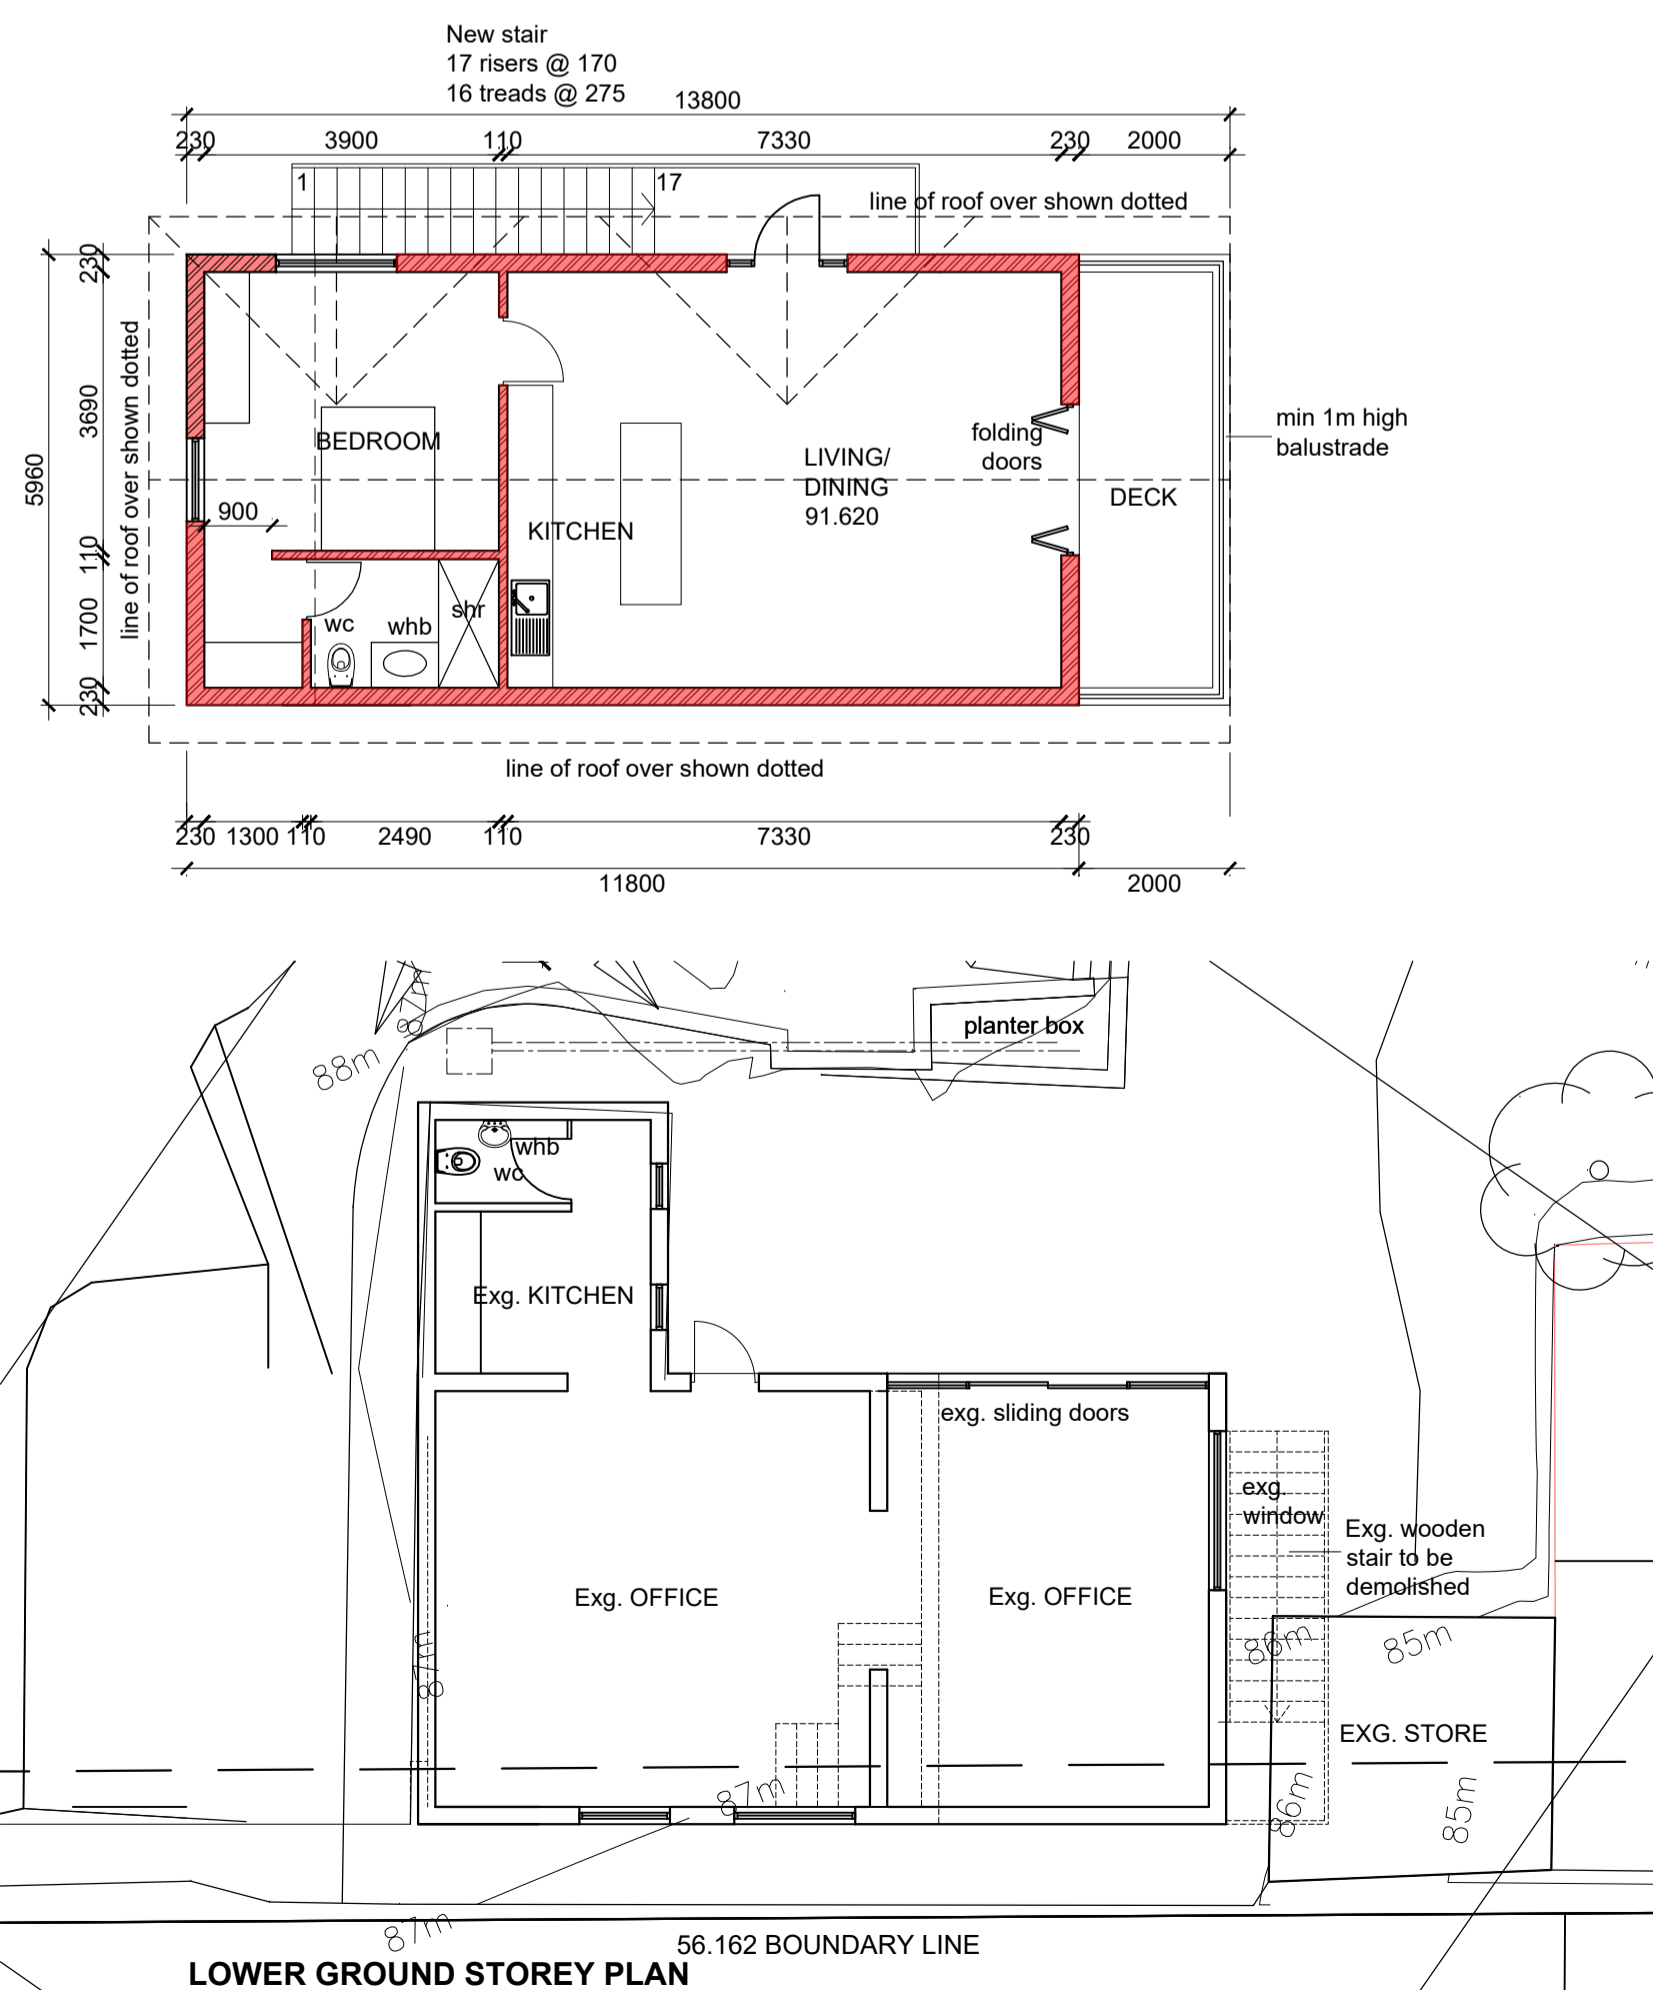 New stair
17 risers @ 170
16 treads @ 275
13800
230 3900 110 7330 230 2000
1 17
line of roof over shown dotted
230
3690
5960
110
1700
230
line of roof over shown dotted
BEDROOM
900
KITCHEN
LIVING/
DINING
91.620
folding
doors
DECK
min 1m high
balustrade
wc
whb
shr
line of roof over shown dotted
230 1300 110 2490 110 7330 230
11800 2000
planter box
88m
whb
wc
Exg. KITCHEN
exg. sliding doors
exg.
window
Exg. wooden
stair to be
demolished
Exg. OFFICE
Exg. OFFICE
86m
85m
87m
EXG. STORE
87m
86m
85m
87m
56.162 BOUNDARY LINE
LOWER GROUND STOREY PLAN